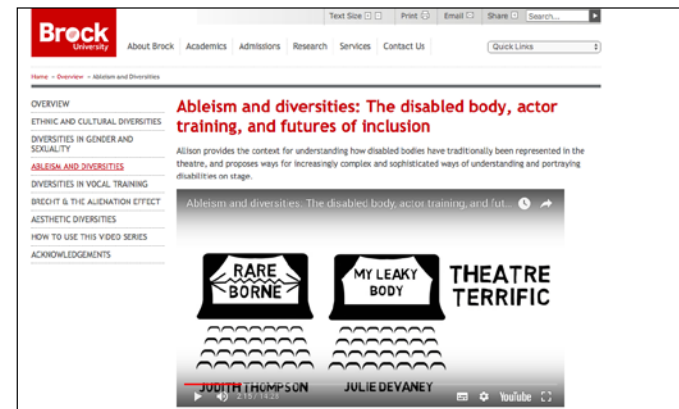 Text Size Print Email Share Search...
Brock
University
About Brock Academics Admissions Research Services Contact Us
Quick Links
Home - Overview - Ableism and Diversities
OVERVIEW
ETHNIC AND CULTURAL DIVERSITIES
DIVERSITIES IN GENDER AND
SEXUALITY
ABLEISM AND DIVERSITIES
DIVERSITIES IN VOCAL TRAINING
BRECHT & THE ALIENATION EFFECT
AESTHETIC DIVERSITIES
HOW TO USE THIS VIDEO SERIES
ACKNOWLEDGEMENTS
Ableism and diversities: The disabled body, actor
training, and futures of inclusion
Allison provides the context for understanding how disabled bodies have traditionally been represented in the
theatre, and proposes ways for increasingly complex and sophisticated ways of understanding and portraying
disabilities on stage.
Ableism and diversities: The disabled body, actor training, and fut...
RARE
BORNE
MY LEAKY
BODY
THEATRE
TERRIFIC
JUDITH THOMPSON
JULIE DEVANEY
2:15 / 14:28
YouTube